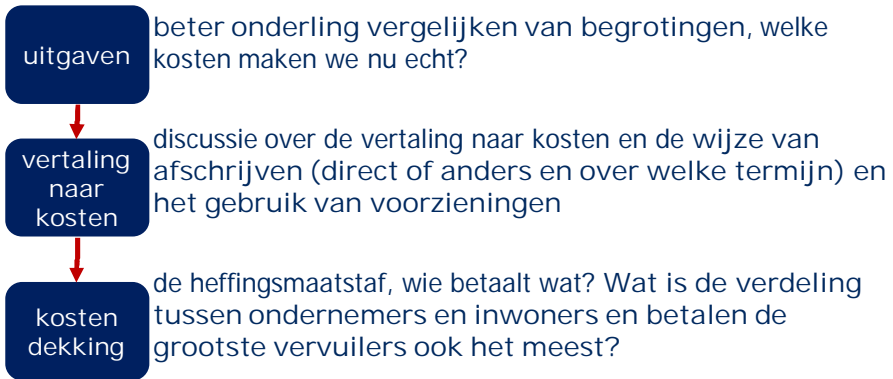 uitgaven
beter onderling vergelijken van begrotingen, welke
kosten maken we nu echt?
vertaling
naar
kosten
discussie over de vertaling naar kosten en de wijze van
afschrijven (direct of anders en over welke termijn) en
het gebruik van voorzieningen
kosten
dekking
de heffingsmaatstaf, wie betaalt wat? Wat is de verdeling
tussen ondernemers en inwoners en betalen de
grootste vervuilers ook het meest?